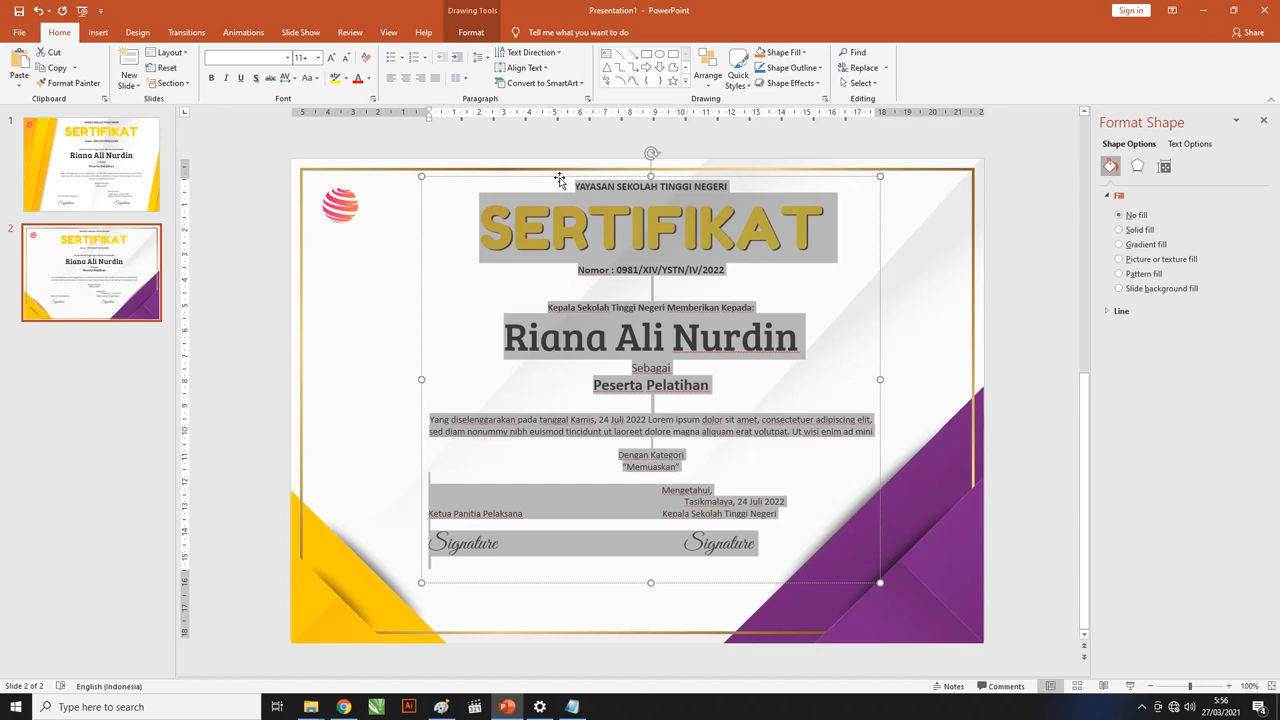 Drawing Tools
Presentation1 - PowerPoint
Sign in
File Home Insert Design Transitions Animations Slide Show Review View Help Format Tell me what you want to do Share
Paste
Cut
Copy
Format Painter
Clipboard
New Slide
Layout
Reset
Section
Slides
11+
Font
Text Direction
Align Text
Convert to SmartArt
Paragraph
Arrange
Quick Styles
Shape Fill
Shape Outline
Shape Effects
Drawing
Find
Replace
Select
Editing
1
SERTIFIKAT
Riana Ali Nurdin
2
SERTIFIKAT
Riana Ali Nurdin
YAYASAN SEKOLAH TINGGI NEGERI
SERTIFIKAT
Nomor : 0981/XIV/YSTN/IV/2022
Kepala Sekolah Tinggi Negeri Memberikan Kepada:
Riana Ali Nurdin
Sebagai
Peserta Pelatihan
Yang diselenggarakan pada tanggal Kamis, 24 Juli 2022 Lorem ipsum dolor sit amet, consectetuer adipiscing elit,
sed diam nonummy nibh euismod tincidunt ut laoreet dolore magna aliquam erat volutpat. Ut wisi enim ad mini
Dengan Kategori
"Memuaskan"
Mengetahui,
Tasikmalaya, 24 Juli 2022
Ketua Panitia Pelaksana Kepala Sekolah Tinggi Negeri
Signature Signature
Format Shape
Shape Options Text Options
Fill
No fill
Solid fill
Gradient fill
Picture or texture fill
Pattern fill
Slide background fill
Line
Slide 2 of 2 English (Indonesia) Notes Comments 100%
Type here to search
5:56
27/03/2021